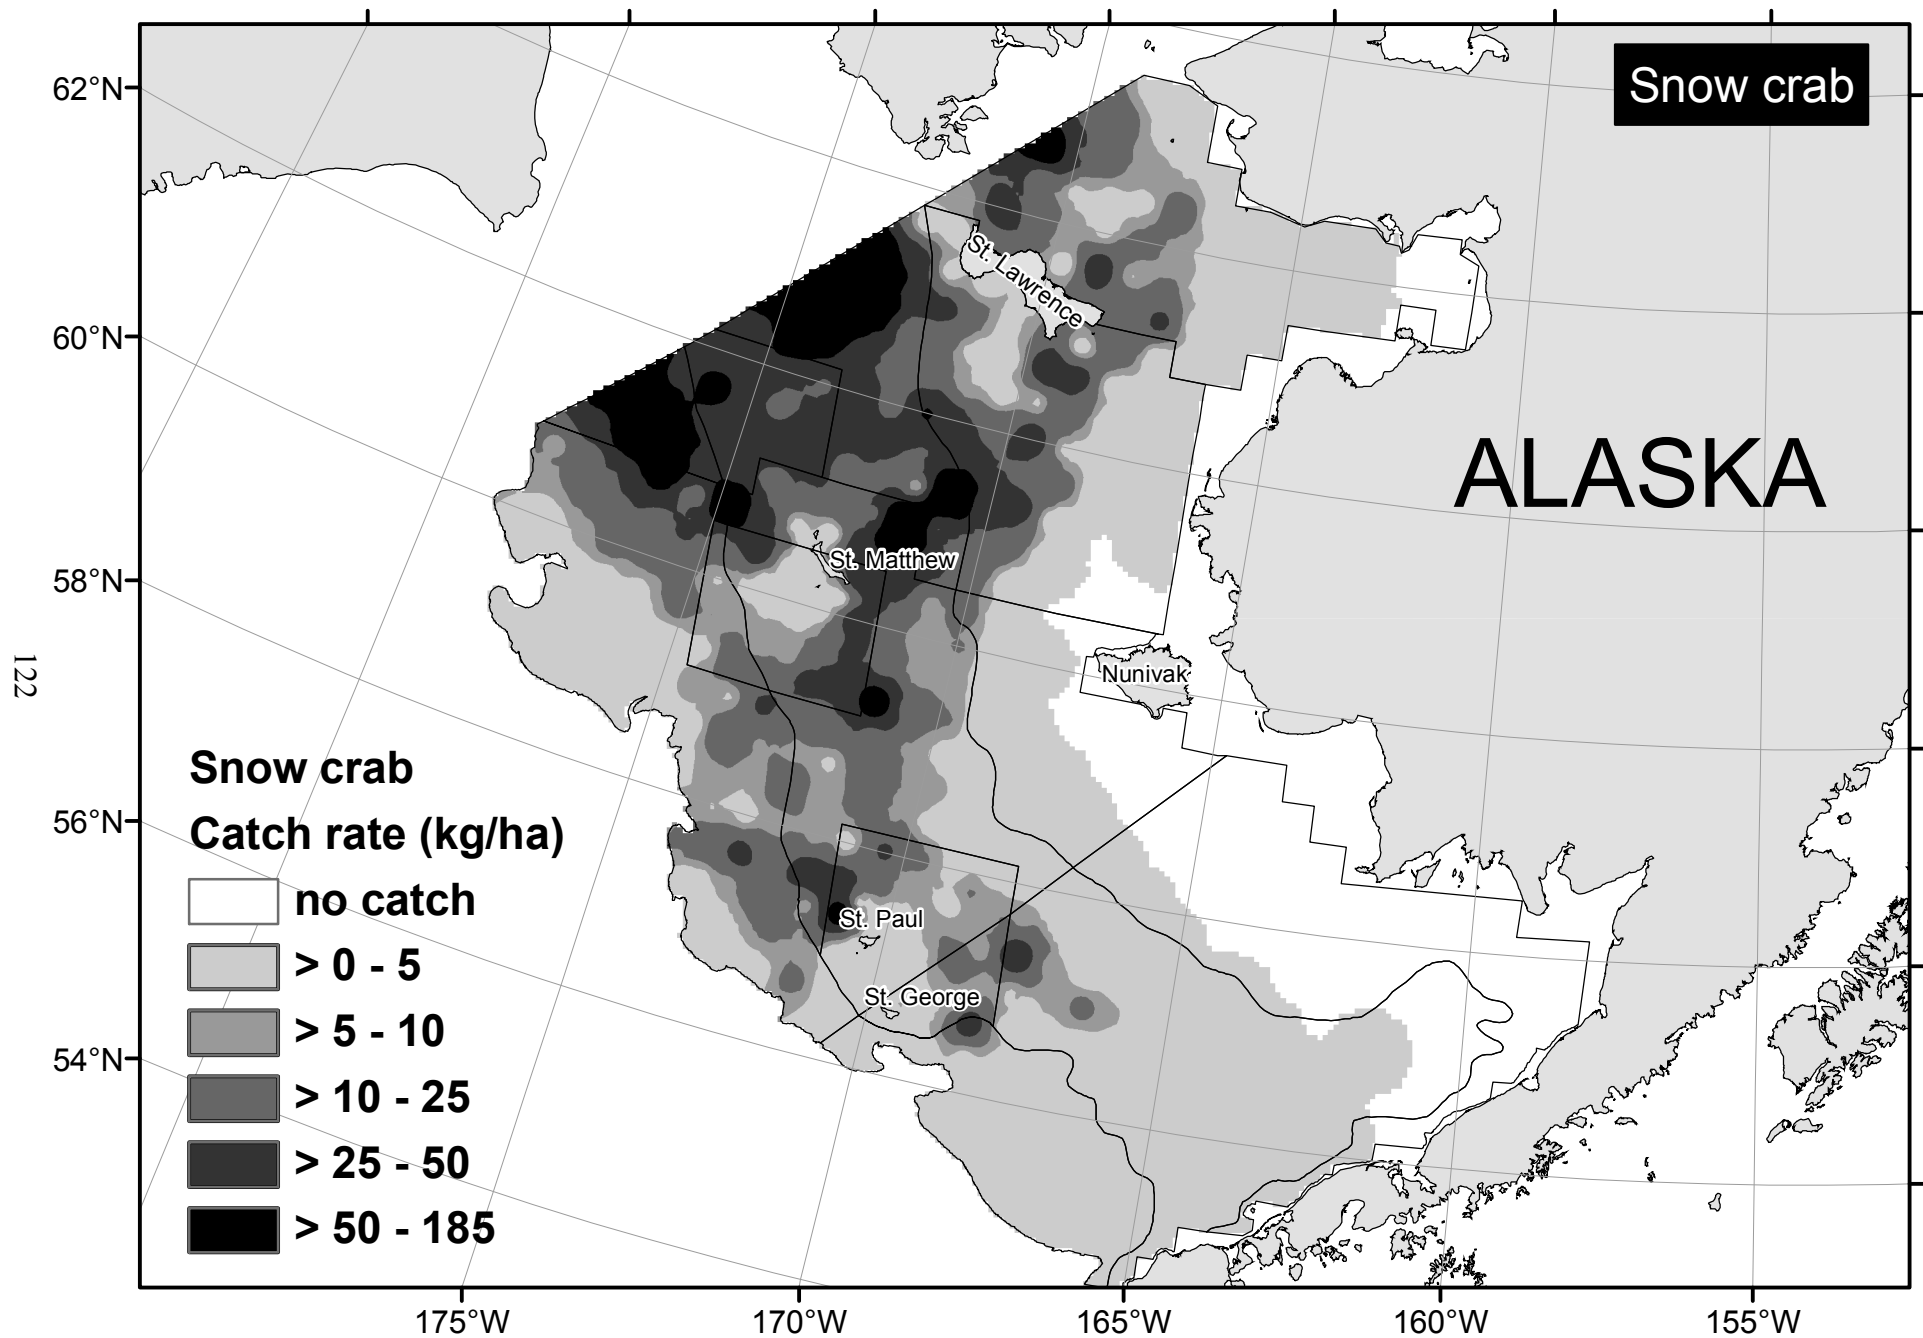 Snow crab
62°N
60°N
58°N
56°N
54°N
St. Lawrence
ALASKA
St. Matthew
Nunivak
St. Paul
St. George
122
Snow crab
Catch rate (kg/ha)
no catch
> 0 - 5
> 5 - 10
> 10 - 25
> 25 - 50
> 50 - 185
175°W
170°W
165°W
160°W
155°W